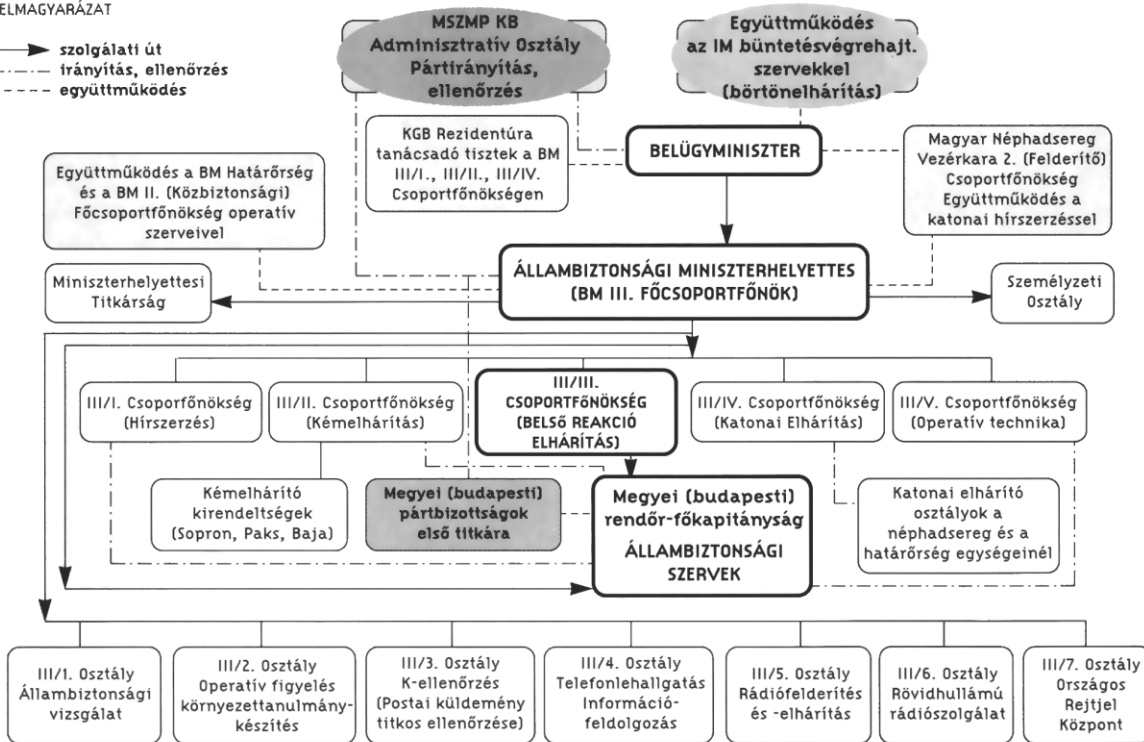 ELMAGYARÁZAT
szolgálati út
irányítás, ellenőrzés
együttműködés
MSZMP KB
Adminisztratív Osztály
Pártirányítás,
ellenőrzés
Együttműködés
az IM büntetésvégrehajt.
szervekkel
(börtönelhárítás)
KGB Rezidentúra
tanácsadó tisztek a BM
III/I., III/II., III/IV.
Csoportfőnökségen
BELÜGYMINISZTER
Magyar Néphadsereg
Vezérkara 2. (Felderítő)
Csoportfőnökség
Együttműködés a
katonai hírszerzéssel
Együttműködés a BM Határőrség
és a BM II. (Közbiztonsági)
Főcsoportfőnökség operatív
szerveivel
ÁLLAMBIZTONSÁGI MINISZTERHELYETTES
(BM III. FŐCSOPORTFŐNÖK)
Miniszterhelyettesi
Titkárság
Személyzeti
Osztály
III/I. Csoporfőnökség
(Hírszerzés)
III/II. Csoportfőnökség
(Kémelhárítás)
III/III.
CSOPORTFőNÖKSÉG
(BELSő REAKCIÓ
ELHÁRÍTÁS)
III/IV. Csoportfőnökség
(Katonai Elhárítás)
III/V. Csoportfőnökség
(Operatív technika)
Kémelhárító
kirendeltségek
(Sopron, Paks, Baja)
Megyei (budapesti)
pártbizottságok
első titkára
Megyei (budapesti)
rendőr-főkapitányság
ÁLLAMBIZTONSÁGI
SZERVEK
Katonai elhárító
osztályok a
néphadsereg és a
határőrség egységeinél
III/1. Osztály
Állambiztonsági
vizsgálat
III/2. Osztály
Operatív figyelés
környezettanulmány-
készítés
III/3. Osztály
K-ellenőrzés
(Postai küldemény
titkos ellenőrzése)
III/4. Osztály
Telefonlehallgatás
Információ-
feldolgozás
III/5. Osztály
Rádiófelderítés
és -elhárítás
III/6. Osztály
Rövidhullámú
rádiószolgálat
III/7. Osztály
Országos
Rejtjel
Központ